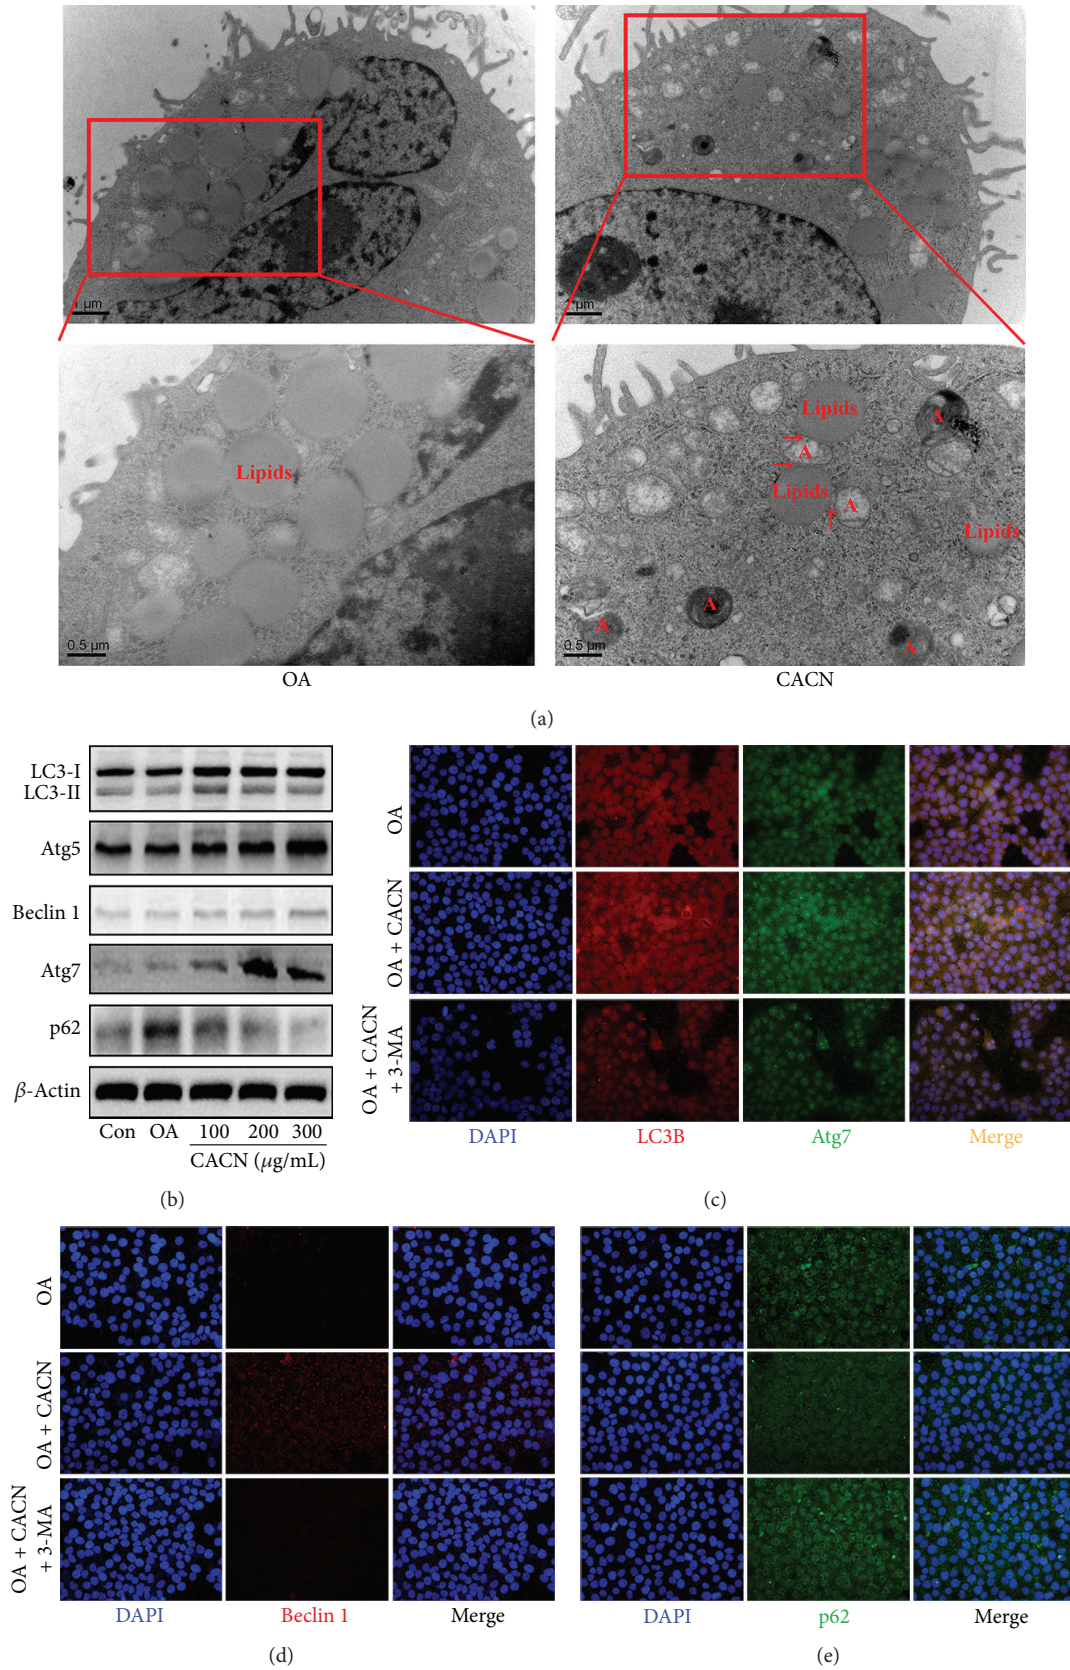 1 µm
1 µm
Lipids
0.5 µm
Lipids
A
A
Lipids
A
Lipids
A
A
A
0.5 µm
OA
CACN
(a)
LC3-I
LC3-II
Atg5
Beclin 1
Atg7
p62
β-Actin
Con OA 100 200 300
CACN (μg/mL)
(b)
OA
OA + CACN
OA + CACN
+ 3-MA
DAPI
LC3B
Atg7
Merge
(c)
OA
OA + CACN
OA + CACN
+ 3-MA
DAPI
Beclin 1
Merge
(d)
DAPI
p62
Merge
(e)